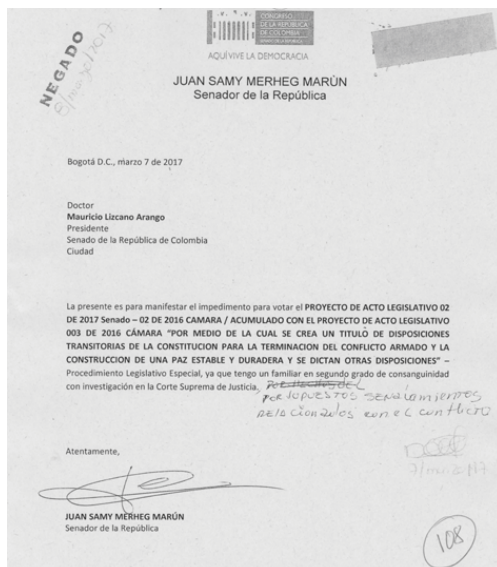 NEGADO
CONGRESO
DE LA REPÚBLICA
DE COLOMBIA
AQUÍ VIVE LA DEMOCRACIA
JUAN SAMY MERHEG MARÚN
Senador de la República
Bogotá D.C., marzo 7 de 2017
Doctor
Mauricio Lizcano Arango
Presidente
Senado de la República de Colombia
Ciudad
La presente es para manifestar el impedimento para votar el PROYECTO DE ACTO LEGISLATIVO 02
DE 2017 Senado – 02 DE 2016 CAMARA / ACUMULADO CON EL PROYECTO DE ACTO LEGISLATIVO
003 DE 2016 CÁMARA "POR MEDIO DE LA CUAL SE CREA UN TITULO DE DISPOSICIONES
TRANSITORIAS DE LA CONSTITUCION PARA LA TERMINACION DEL CONFLICTO ARMADO Y LA
CONSTRUCCION DE UNA PAZ ESTABLE Y DURADERA Y SE DICTAN OTRAS DISPOSICIONES" –
Procedimiento Legislativo Especial, ya que tengo un familiar en segundo grado de consanguinidad
con investigación en la Corte Suprema de Justicia,
POR SUPUESTOS SEÑALAMIENTOS
RELACIONADOS con el conflicto
Atentamente,
JUAN SAMY MERHEG MARÚN
Senador de la República
108